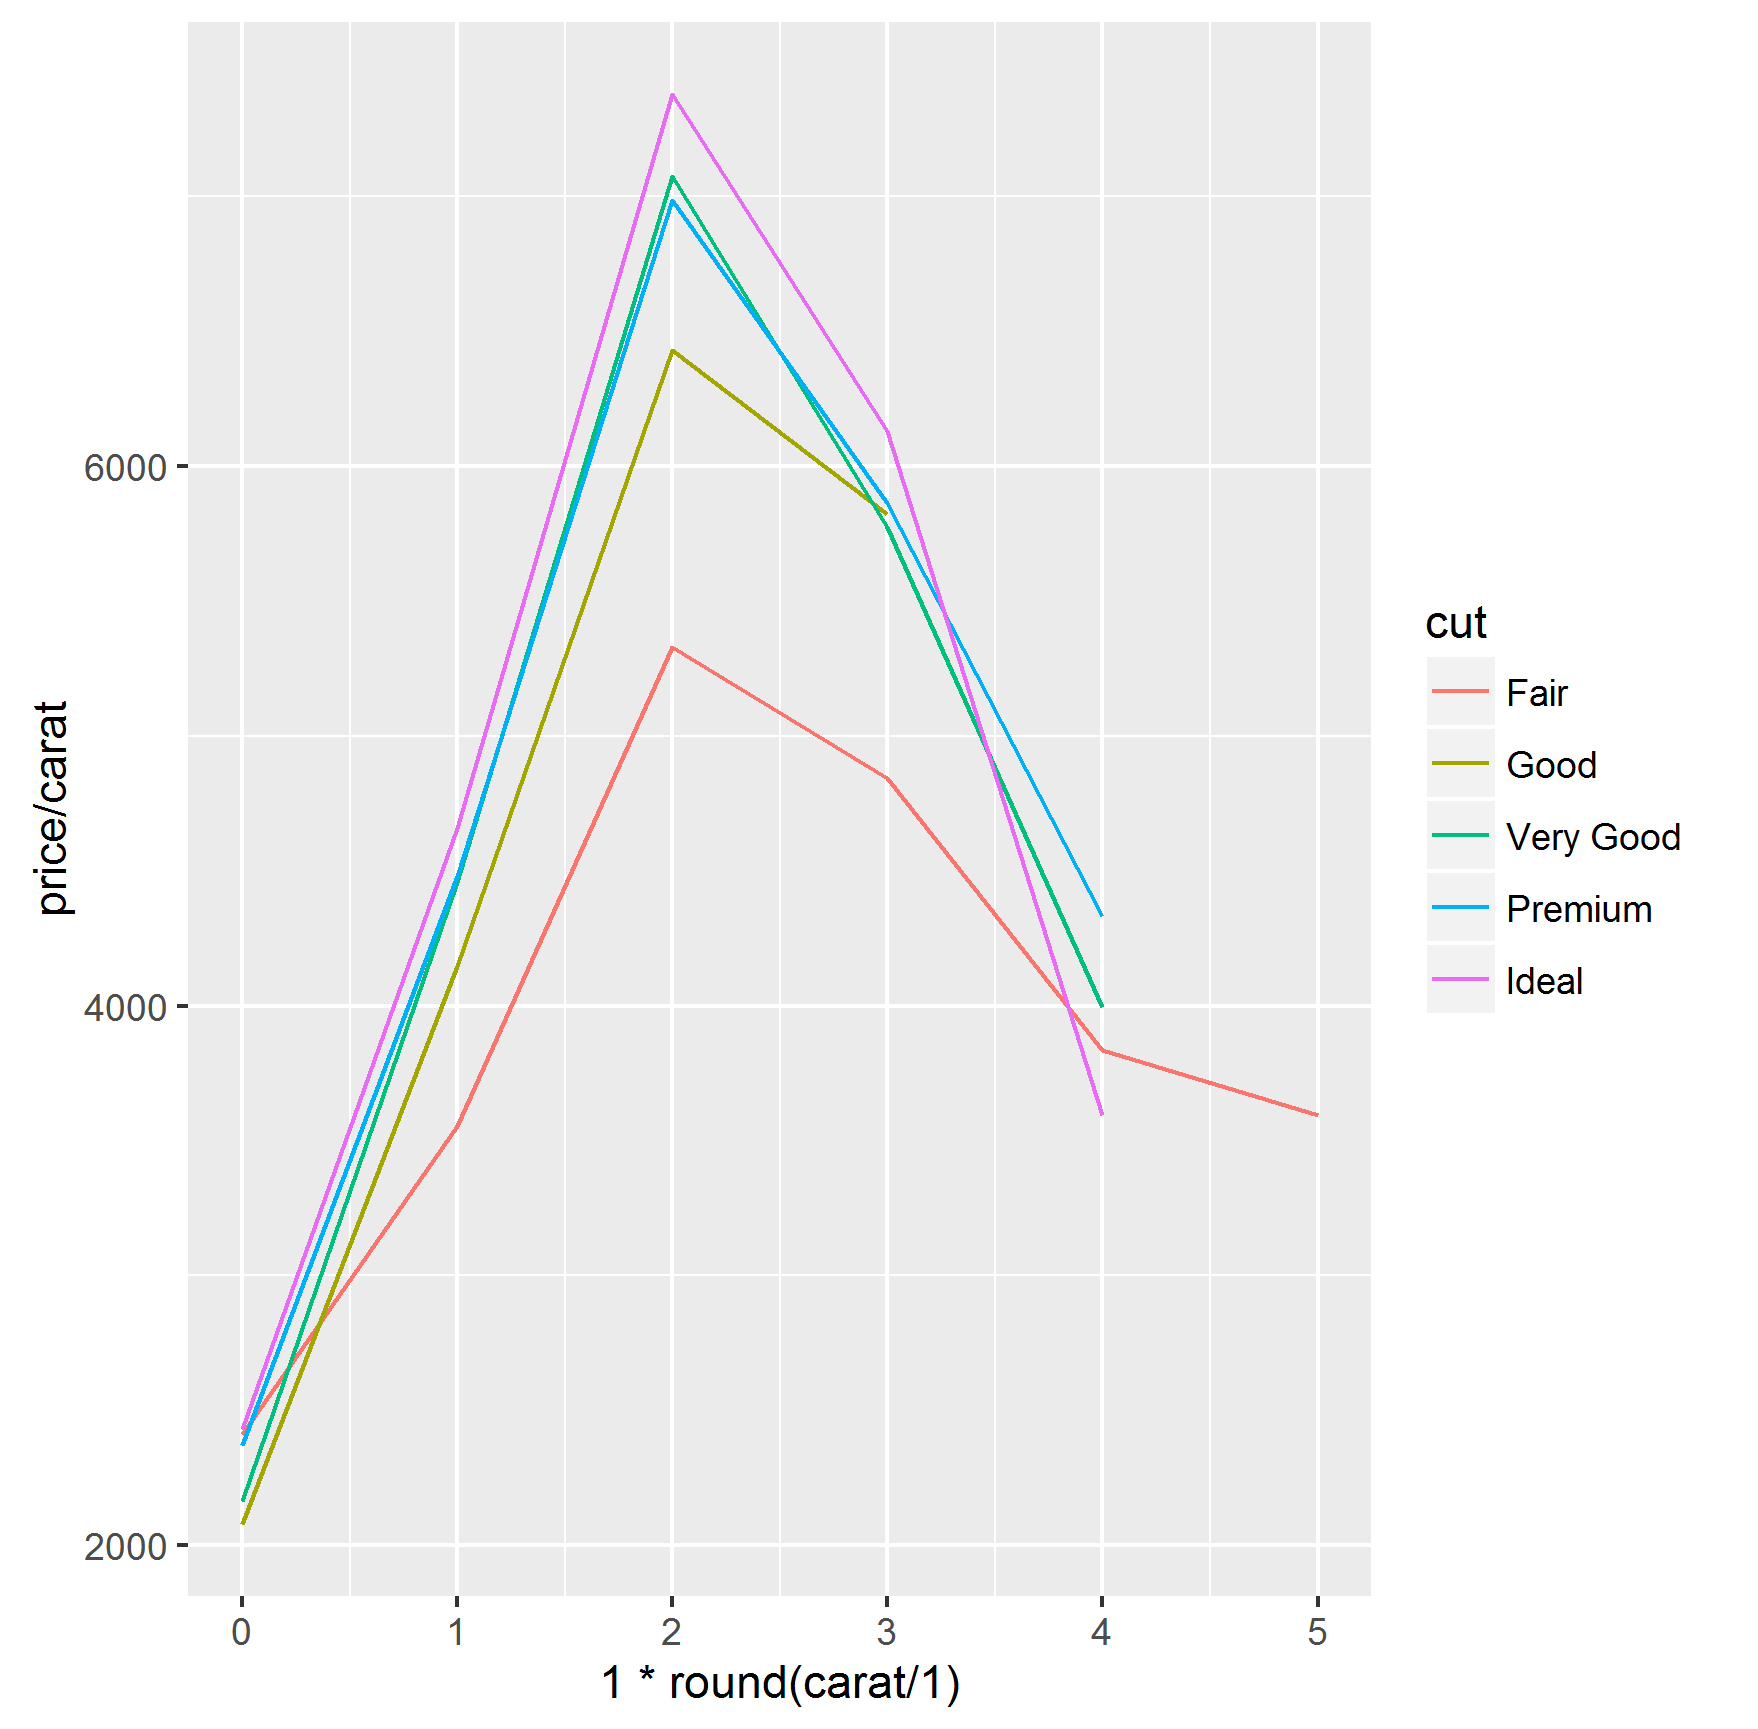 price/carat
6000
4000
2000
0 1 2 3 4 5
1 * round(carat/1)
cut
Fair
Good
Very Good
Premium
Ideal